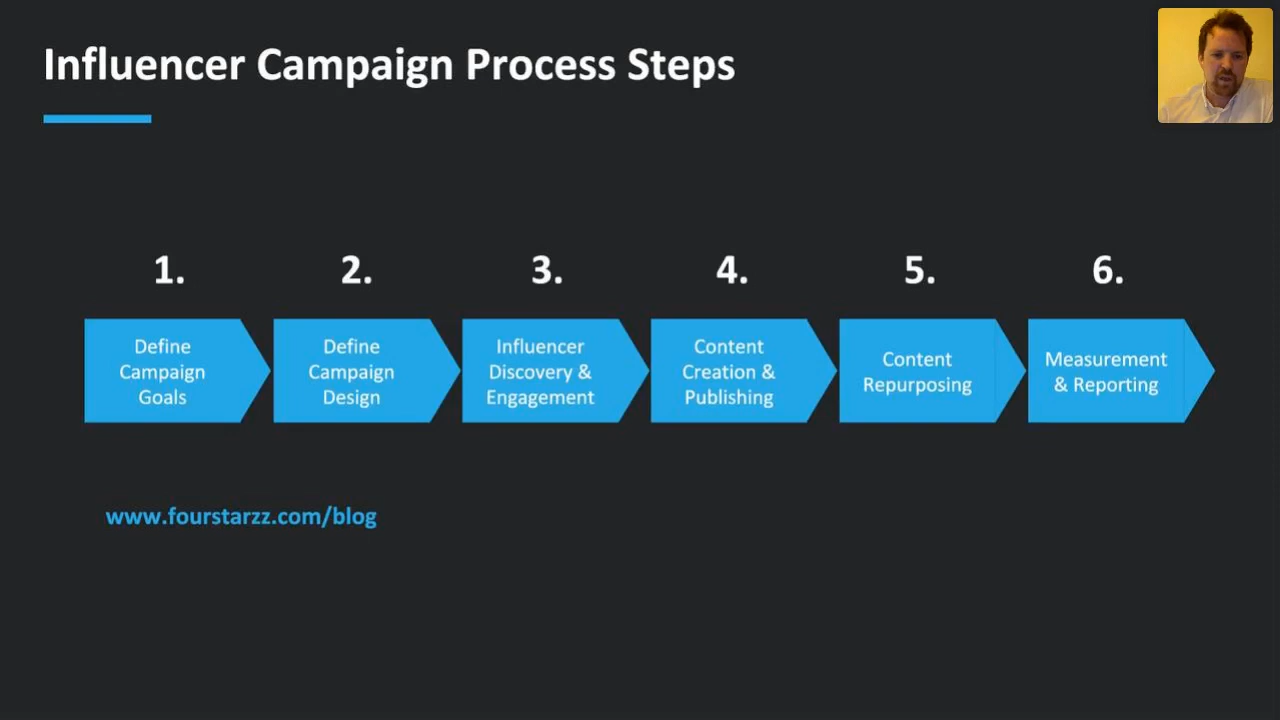 Influencer Campaign Process Steps
1.
2.
3.
4.
5.
6.
Define
Campaign
Goals
Define
Campaign
Design
Influencer
Discovery &
Engagement
Content
Creation &
Publishing
Content
Repurposing
Measurement
& Reporting
www.fourstarzz.com/blog